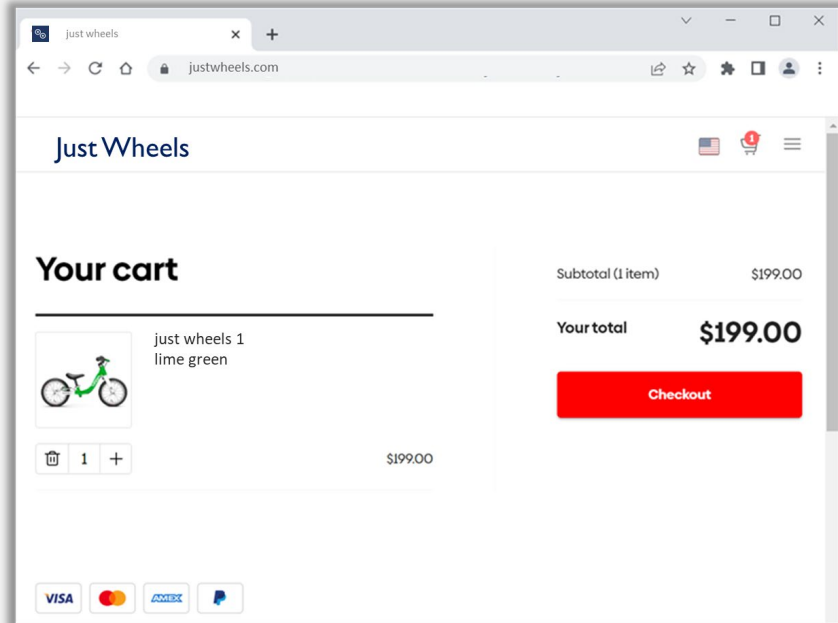 just wheels
justwheels.com
Just Wheels
1
Your cart
just wheels 1
lime green
1
$199.00
Subtotal (1 item) $199.00
Your total $199.00
Checkout
VISA
AMEX